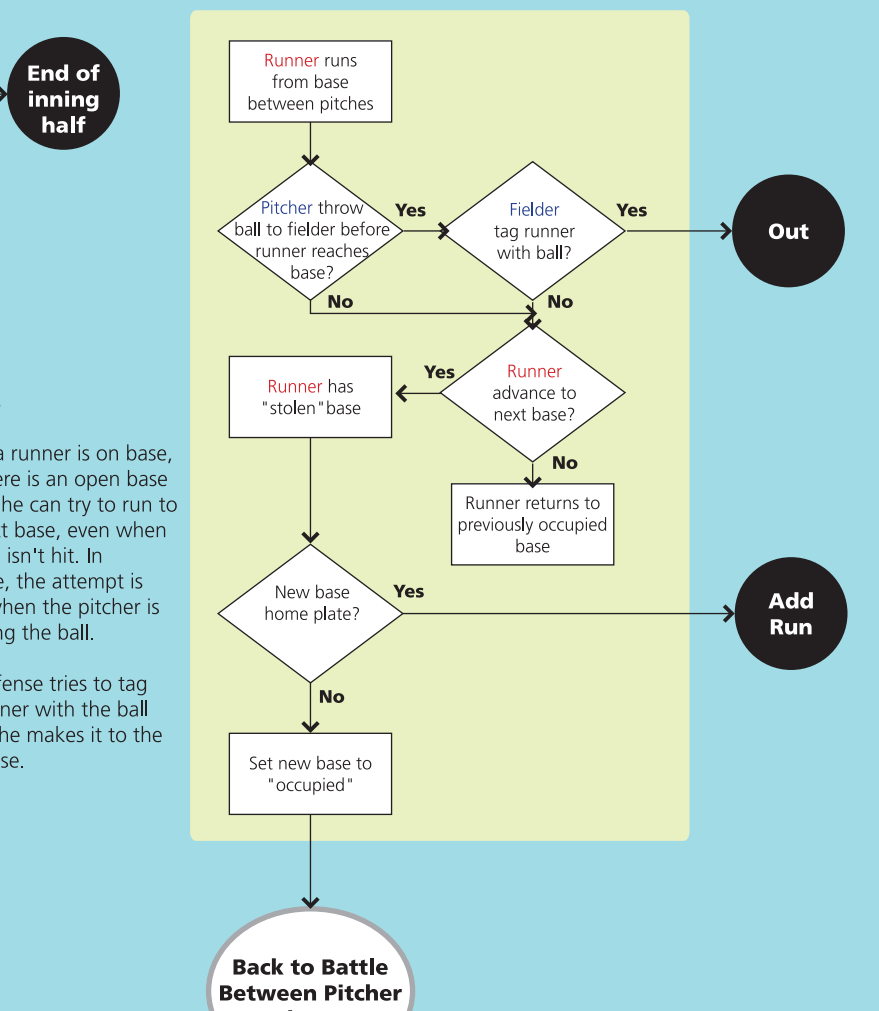 End of
inning
half
Runner runs
from base
between pitches
Pitcher throw
ball to fielder before
runner reaches
base?
Yes
Fielder
tag runner
with ball?
Yes
Out
No
No
Runner has
"stolen" base
Yes
Runner
advance to
next base?
No
Runner returns to
previously occupied
base
a runner is on base,
ere is an open base
he can try to run to
t base, even when
isn't hit. In
e, the attempt is
when the pitcher is
ng the ball.
fense tries to tag
ner with the ball
he makes it to the
se.
New base
home plate?
Yes
Add
Run
No
Set new base to
"occupied"
Back to Battle
Between Pitcher